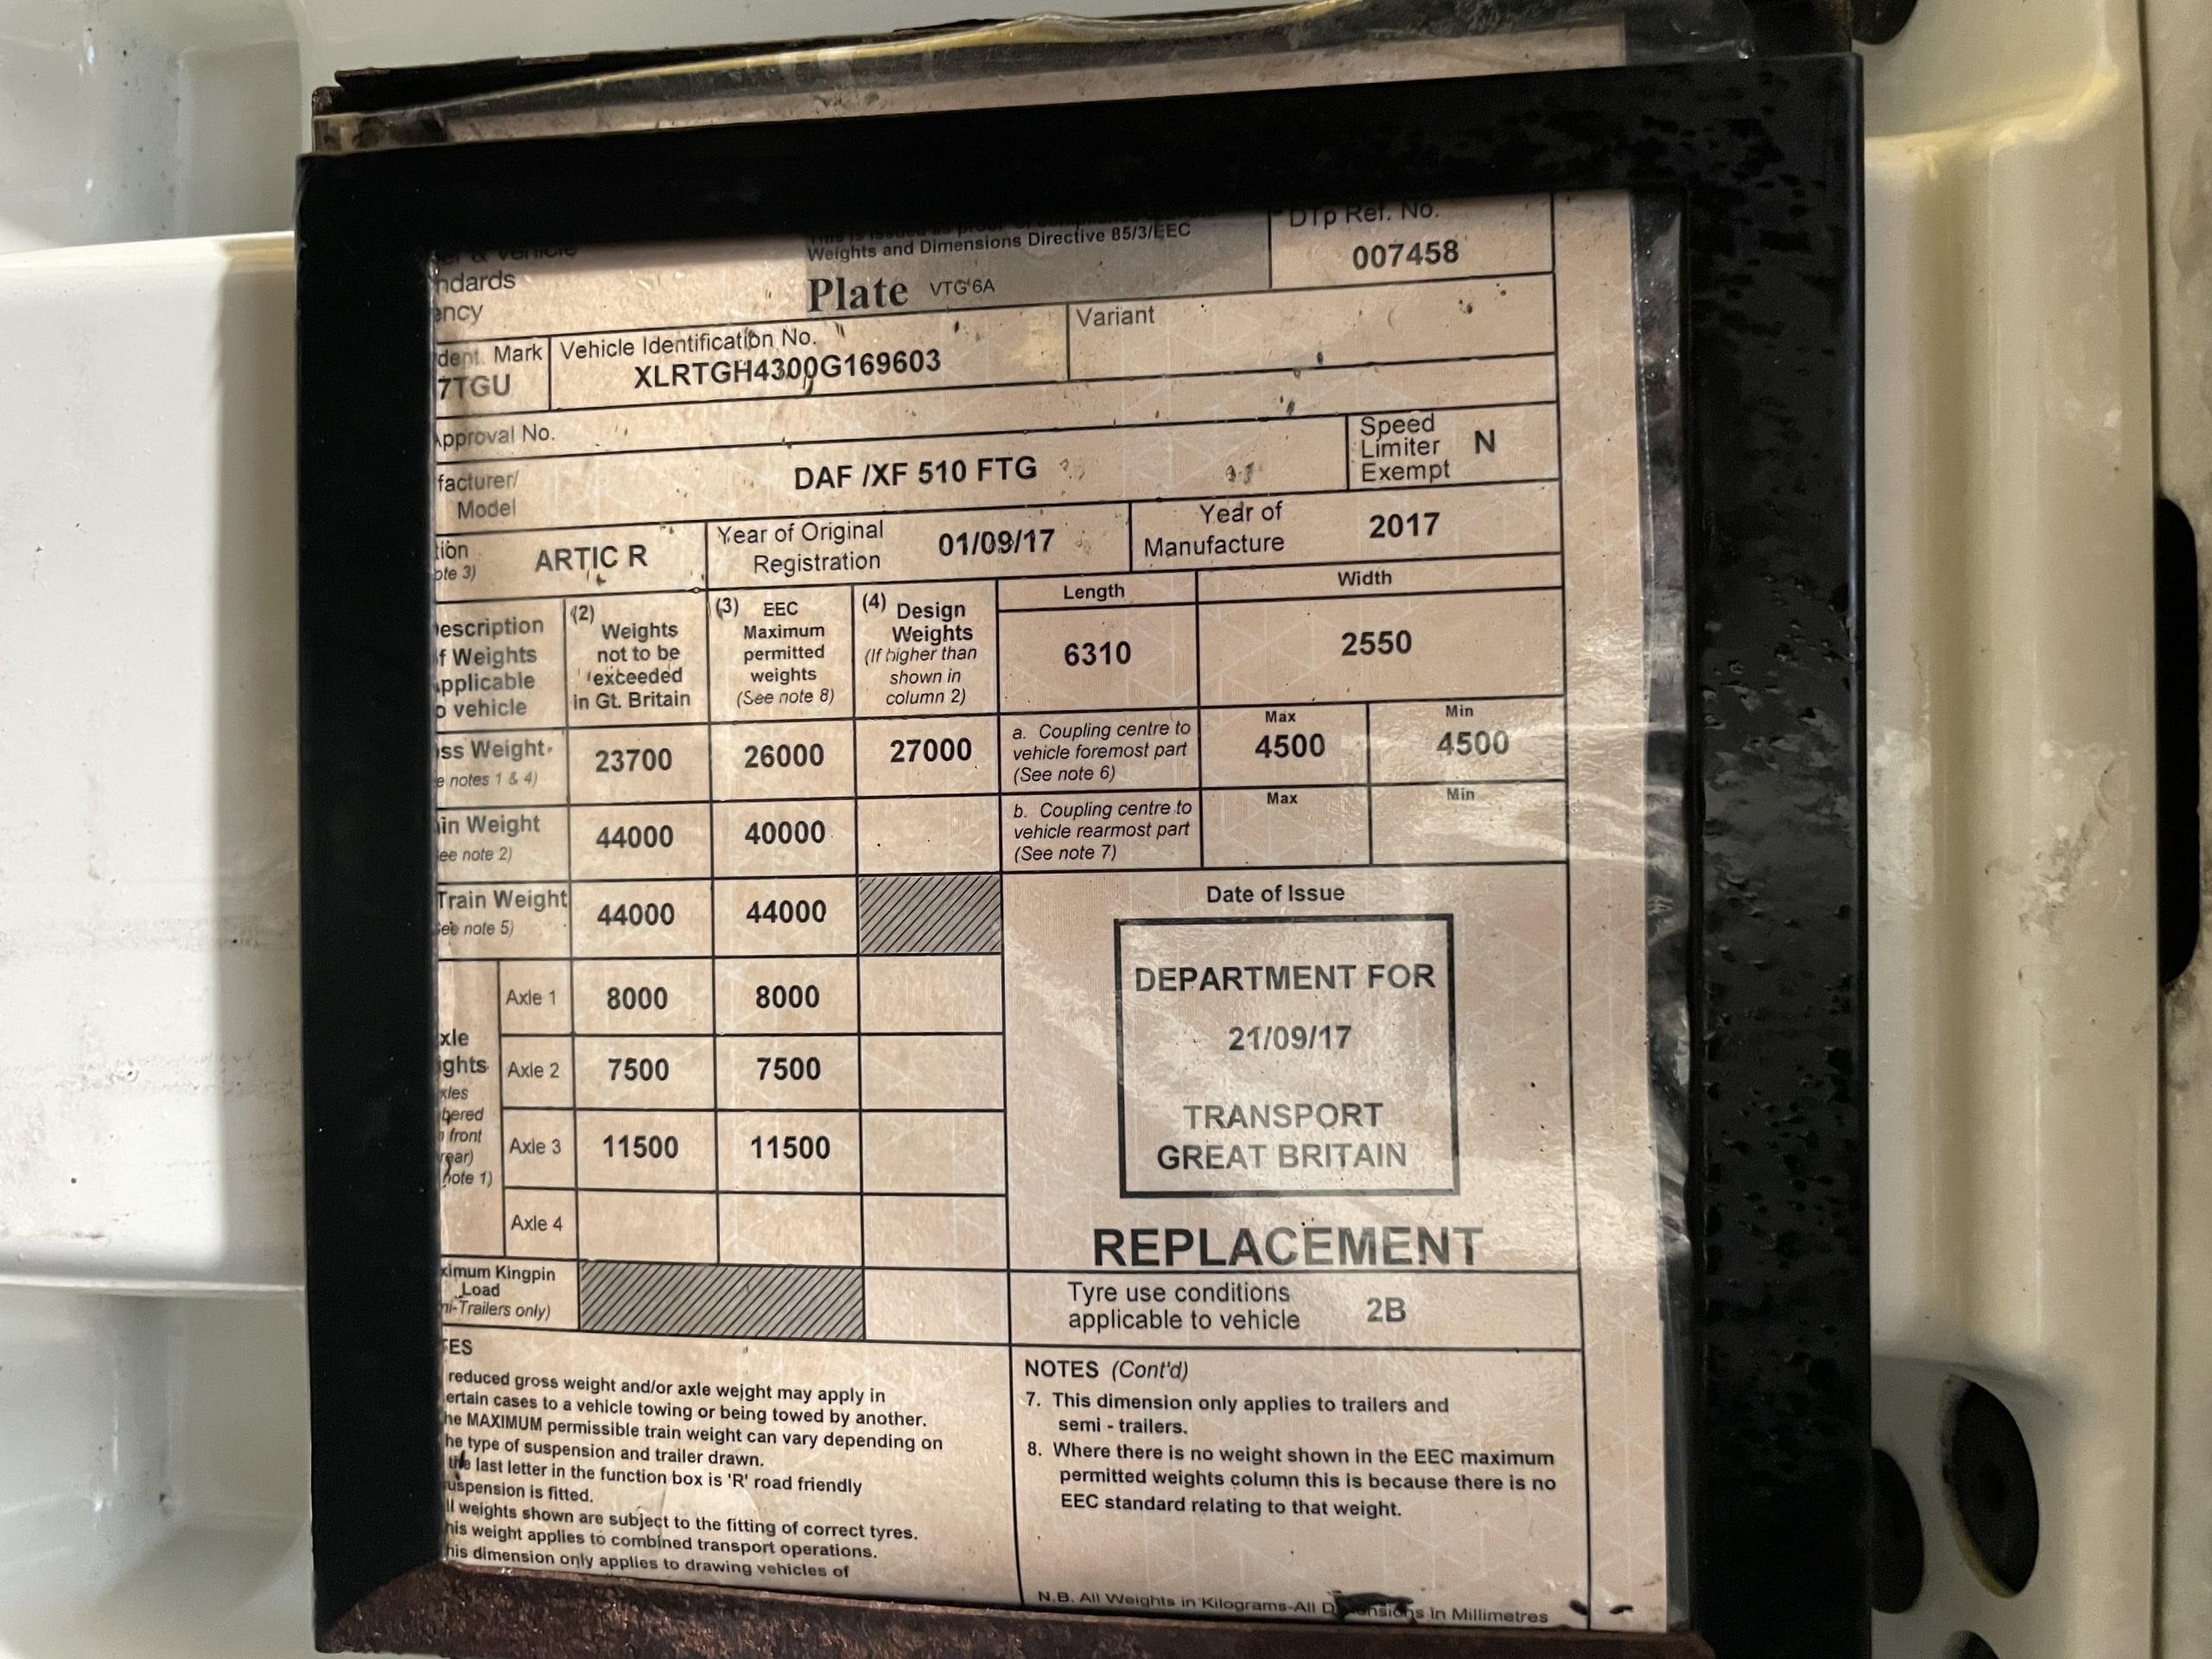 ndards
ency
Weights and Dimensions Directive 85/3/EEC
Plate VTG 6A
DTp Ref. No.
007458
dent. Mark
7TGU
Vehicle Identification No.
XLRTGH4300G169603
Variant
Approval No.
facturer/
Model
DAF /XF 510 FTG
Speed
Limiter
Exempt
N
tion
ote 3)
ARTIC R
Year of Original
Registration
01/09/17
Year of
Manufacture
2017
escription
f Weights
pplicable
o vehicle
(2)
Weights
not to be
exceeded
in Gt. Britain
(3) EEC
Maximum
permitted
weights
(See note 8)
(4) Design
Weights
(If higher than
shown in
column 2)
Length
6310
Width
2550
ss Weight
e notes 1 & 4)
23700
26000
27000
a. Coupling centre to
vehicle foremost part
(See note 6)
Max
4500
Min
4500
in Weight
ee note 2)
44000
40000
b. Coupling centre to
vehicle rearmost part
(See note 7)
Max
Min
Train Weight
See note 5)
44000
44000
Date of Issue
DEPARTMENT FOR
21/09/17
TRANSPORT
GREAT BRITAIN
REPLACEMENT
xle
ights
xles
bered
front
rear)
note 1)
Axle 1
8000
8000
Axle 2
7500
7500
Axle 3
11500
11500
Axle 4
ximum Kingpin
Load
ni-Trailers only)
Tyre use conditions
applicable to vehicle
2B
ES
reduced gross weight and/or axle weight may apply in
ertain cases to a vehicle towing or being towed by another.
he MAXIMUM permissible train weight can vary depending on
he type of suspension and trailer drawn.
the last letter in the function box is 'R' road friendly
uspension is fitted.
ll weights shown are subject to the fitting of correct tyres.
his weight applies to combined transport operations.
his dimension only applies to drawing vehicles of
NOTES (Cont'd)
7. This dimension only applies to trailers and
semi - trailers.
8. Where there is no weight shown in the EEC maximum
permitted weights column this is because there is no
EEC standard relating to that weight.
N.B. All Weights in Kilograms-All Dimensions in Millimetres